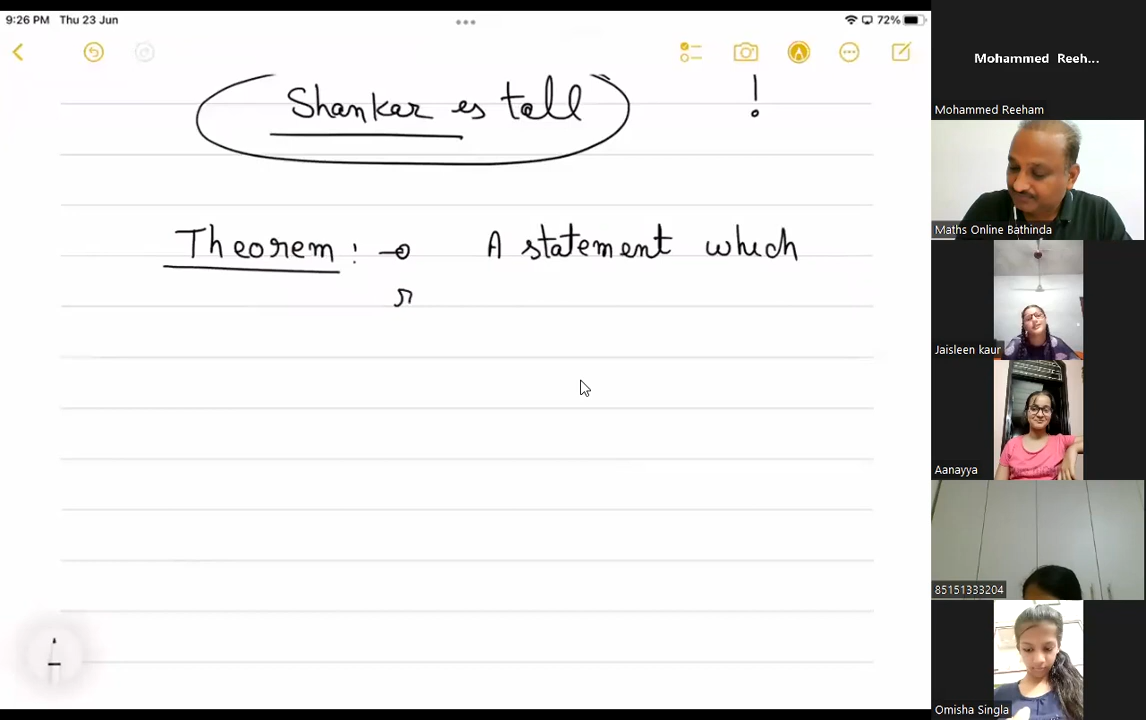 9:26 PM Thu 23 Jun
72%
Shankar is tall !
Theorem : → A statement which
Mohammed Reeh...
Mohammed Reeham
Maths Online Bathinda
Jaisleen kaur
Aanayya
85151333204
Omisha Singla